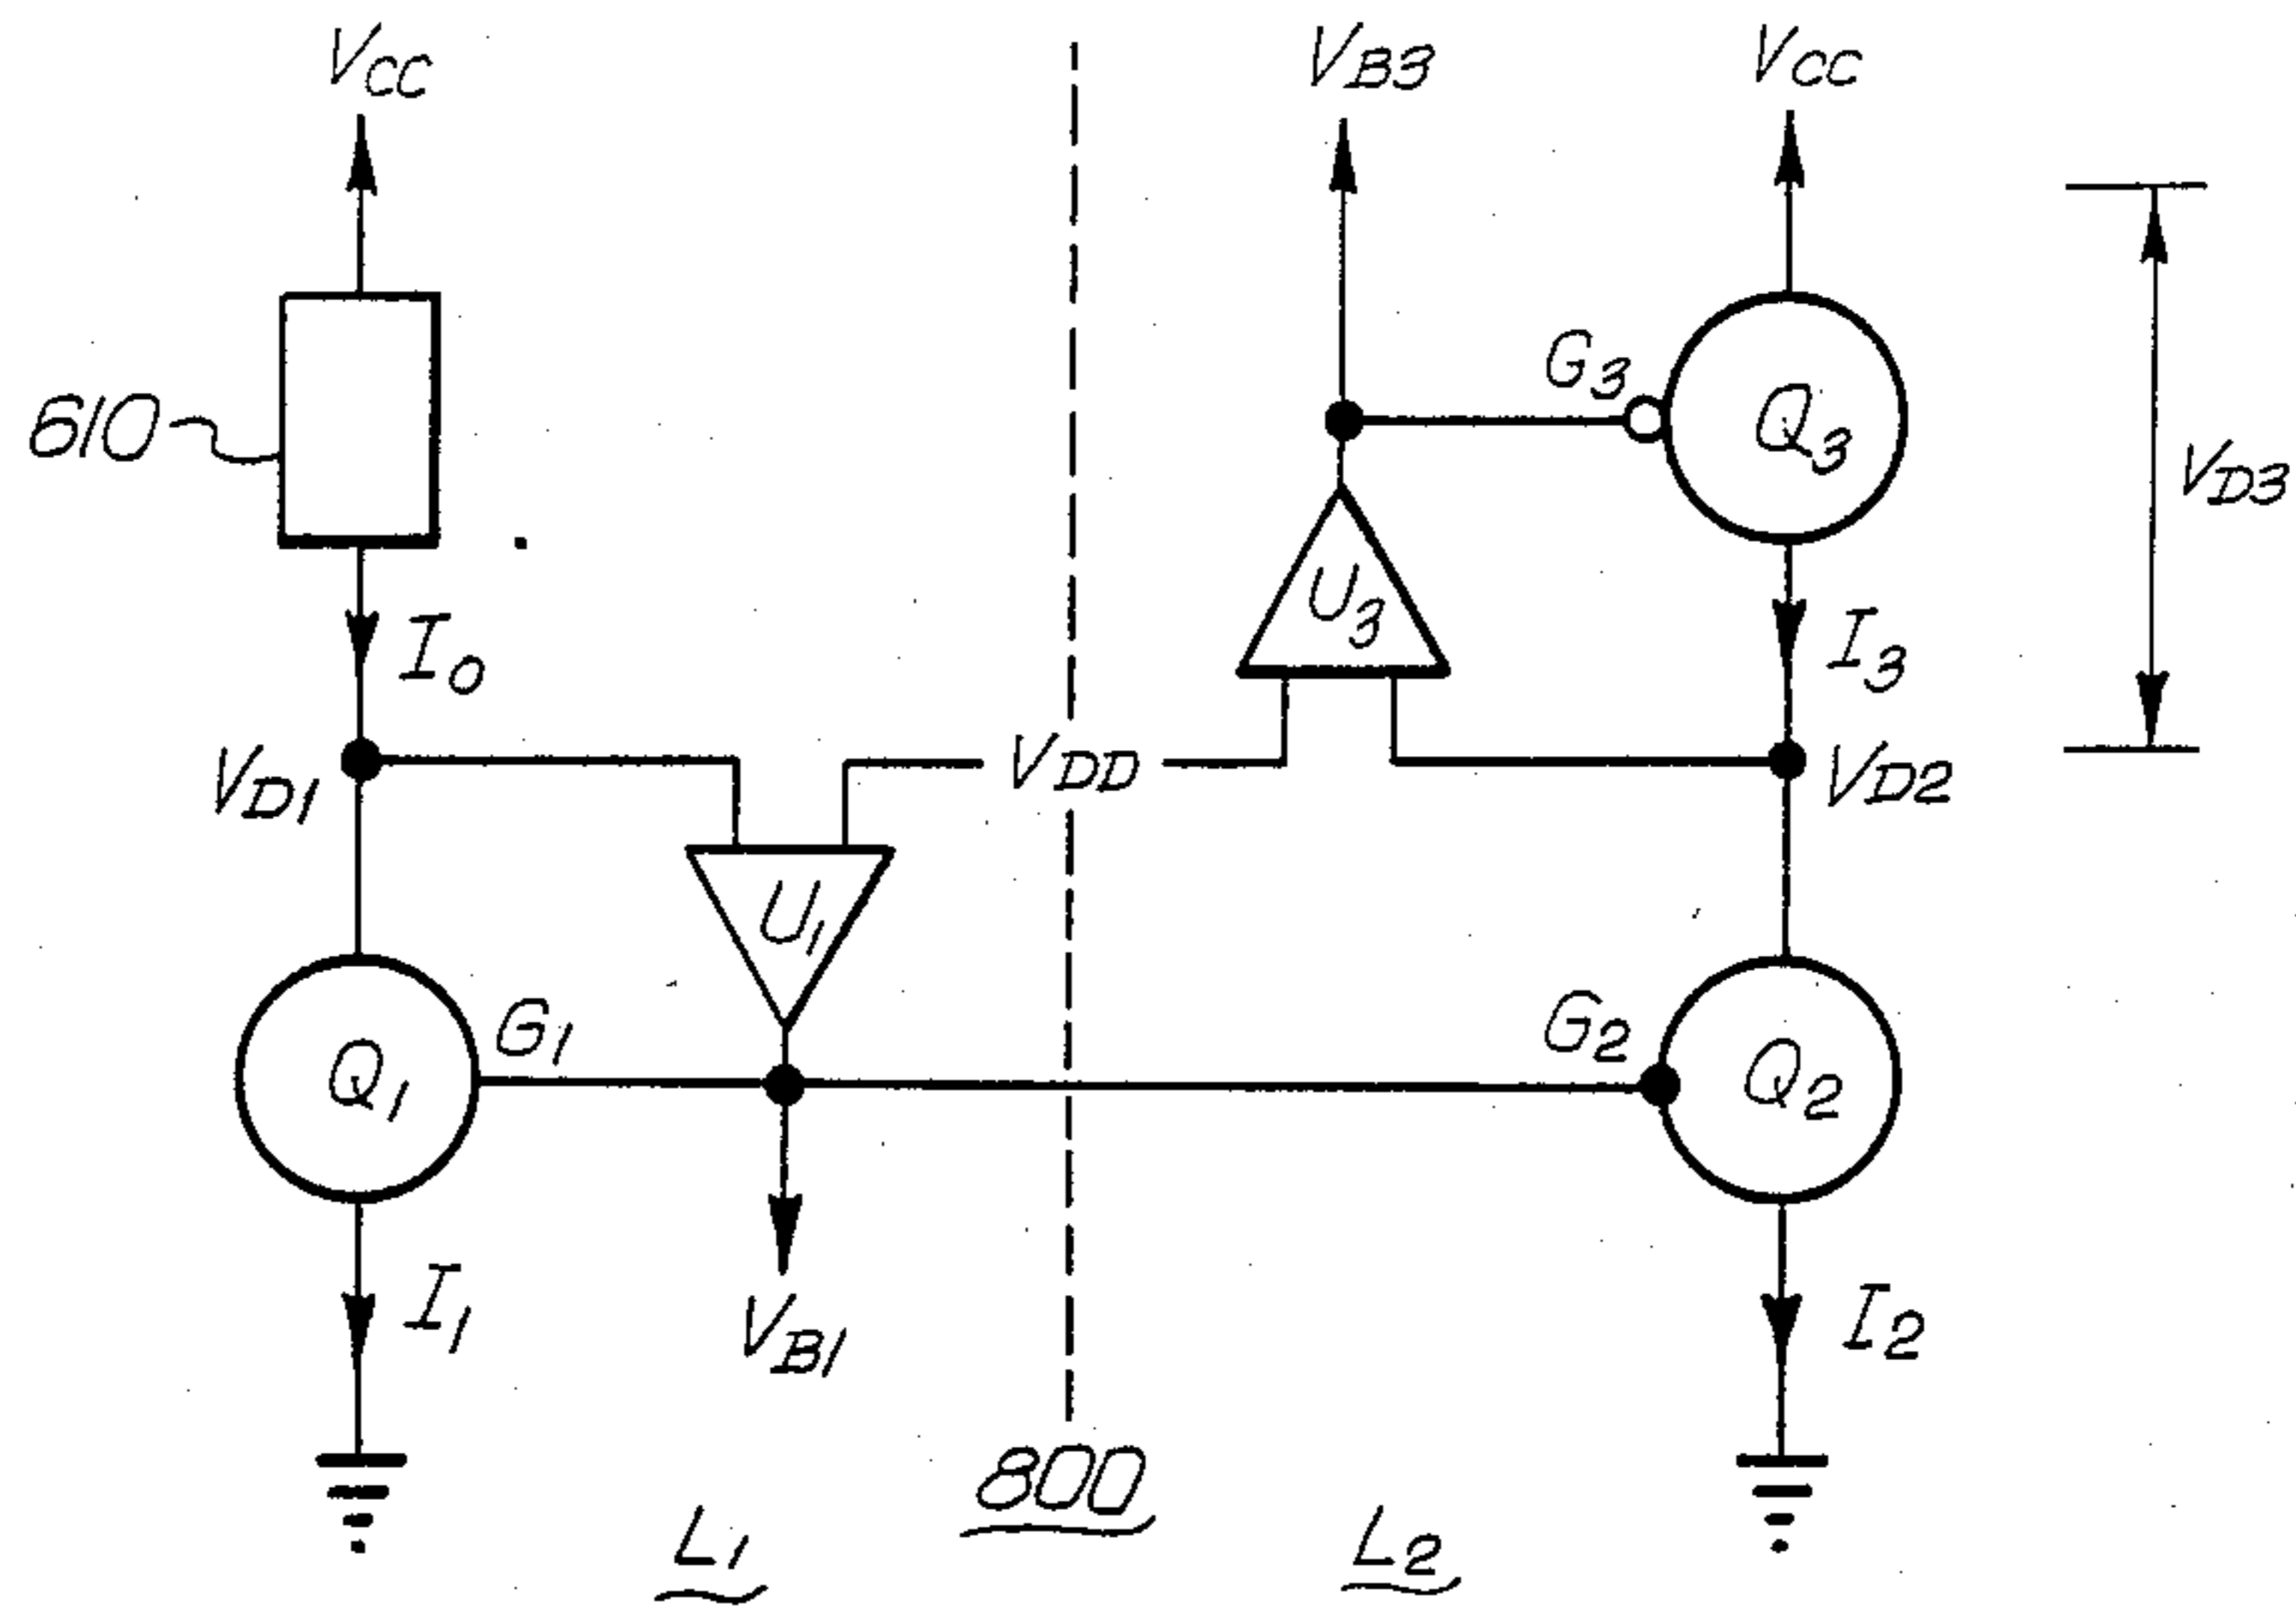 VCC
VB3
VCC
G3
Q3
610
VD3
U3
I0
I3
VD1
VDD
VD2
U1
G1
G2
Q1
Q2
I1
VB1
I2
800
L1
L2